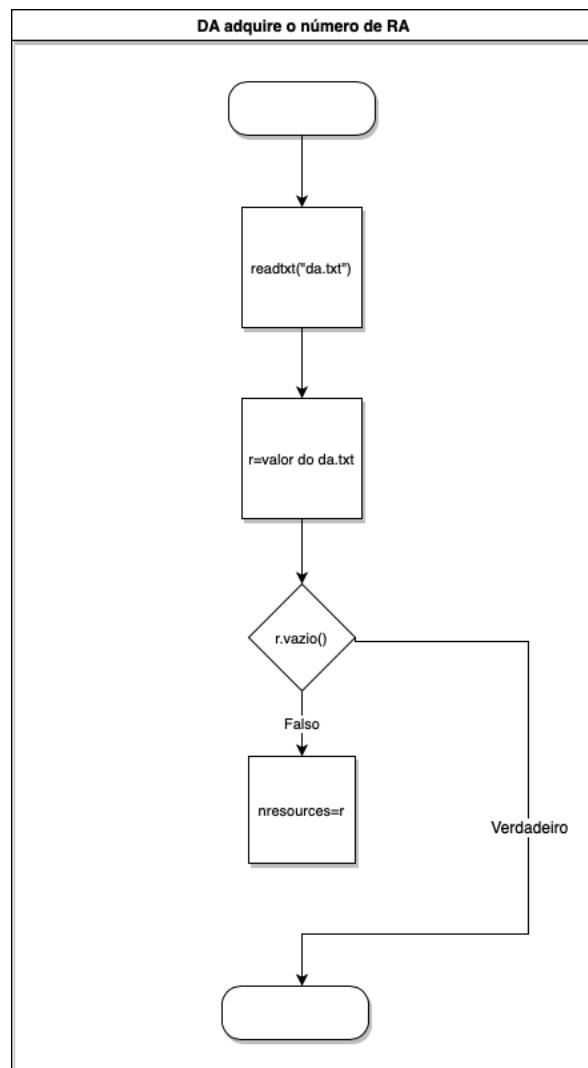 DA adquire o número de RA
readtxt("da.txt")
r=valor do da.txt
r.vazio()
Falso
nresources=r
Verdadeiro